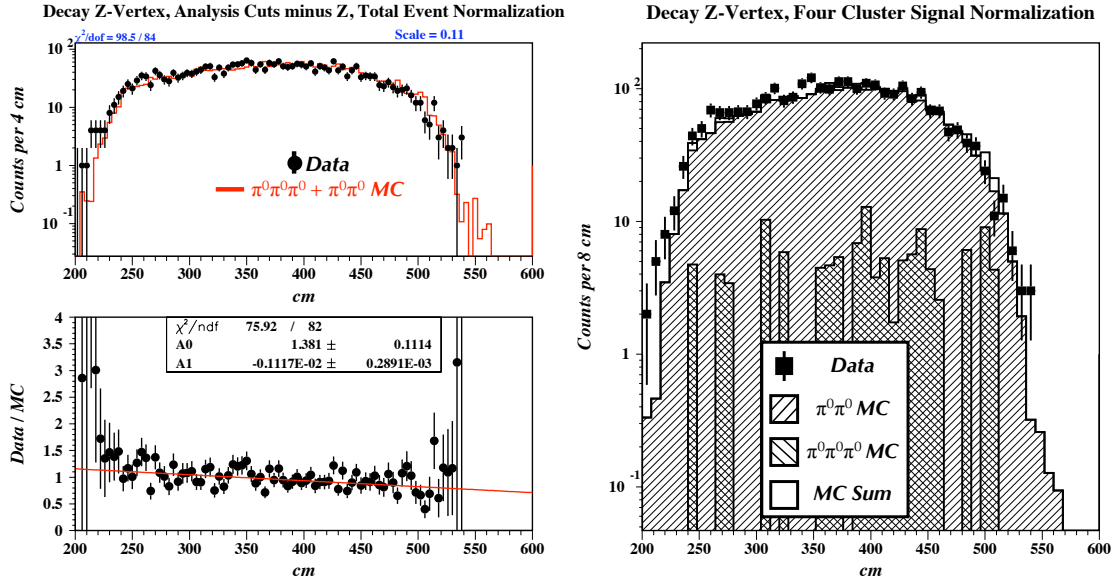 Decay Z-Vertex, Analysis Cuts minus Z, Total Event Normalization
χ²/dof = 98.5 / 84
Scale = 0.11
10²
10
1
10⁻¹
Counts per 4 cm
Data
π⁰π⁰π⁰ + π⁰π⁰ MC
200 250 300 350 400 450 500 550 600
cm
4
3.5
3
2.5
2
1.5
1
0.5
0
Data / MC
χ²/ndf 75.92 / 82
A0 1.381 ± 0.1114
A1 -0.1117E-02 ± 0.2891E-03
200 250 300 350 400 450 500 550 600
cm
Decay Z-Vertex, Four Cluster Signal Normalization
10²
10
1
10⁻¹
Counts per 8 cm
Data
π⁰π⁰ MC
π⁰π⁰π⁰ MC
MC Sum
200 250 300 350 400 450 500 550 600
cm